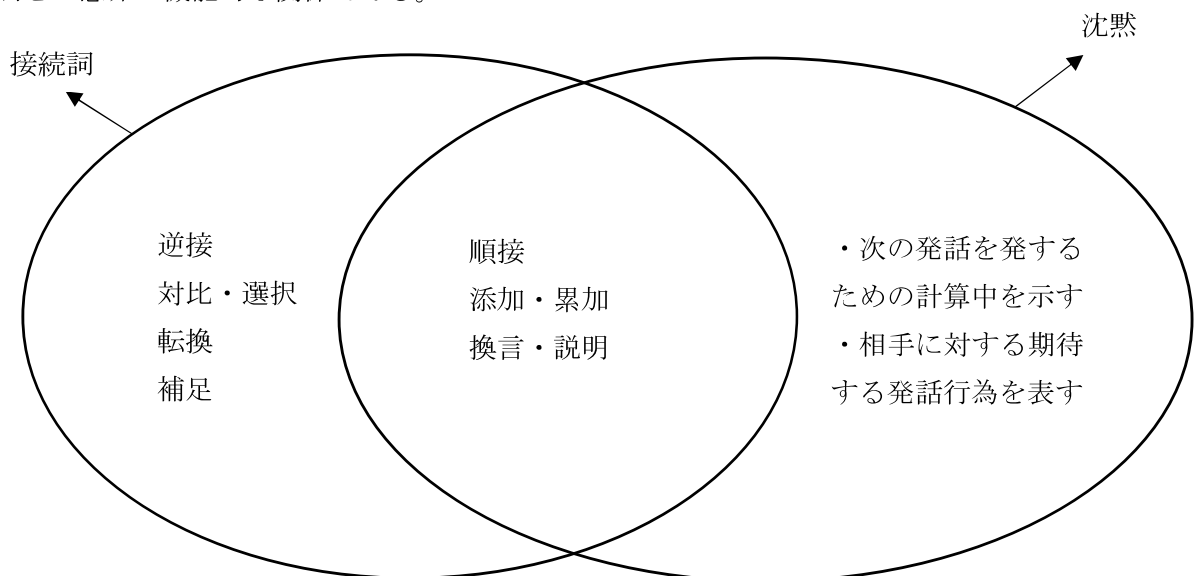 沈黙
接続詞
逆接
対比・選択
転換
補足
順接
添加・累加
換言・説明
・次の発話を発する
ための計算中を示す
・相手に対する期待
する発話行為を表す